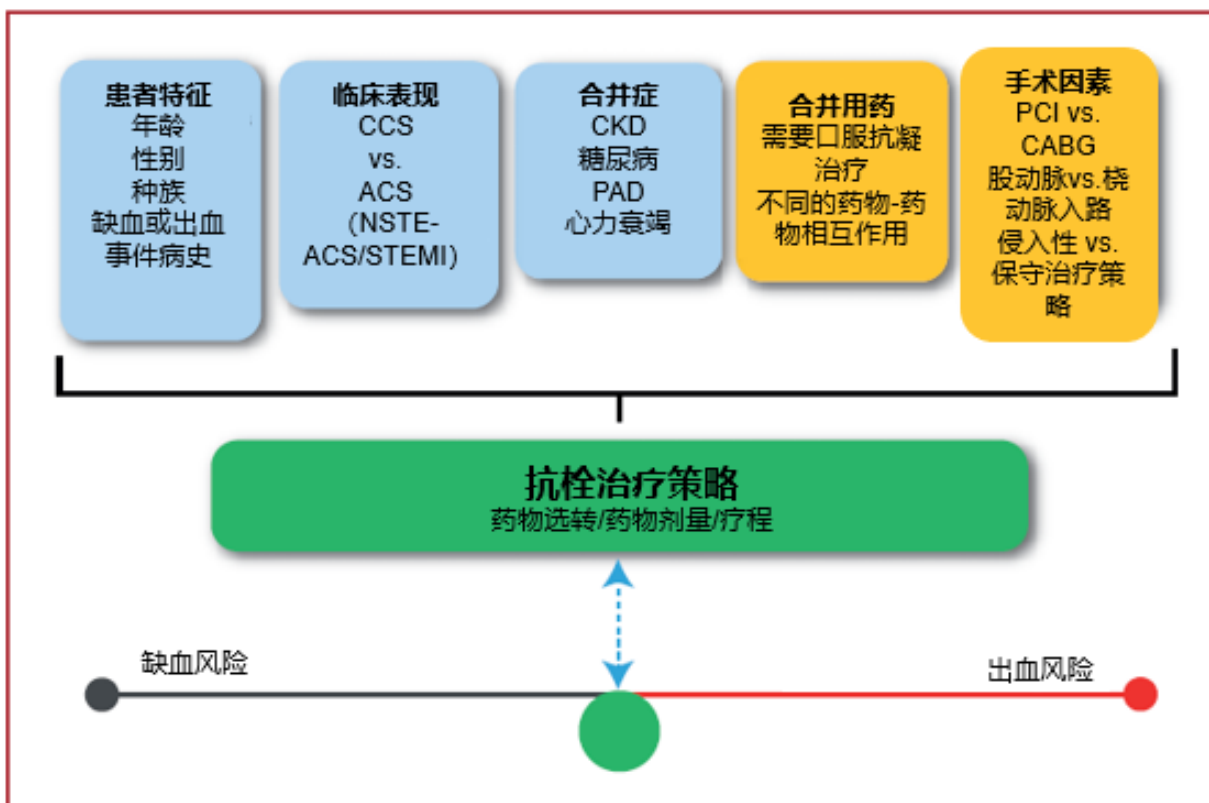 患者特征
年龄
性别
种族
缺血或出血
事件病史
临床表现
CCS
vs.
ACS
（NSTE-
ACS/STEMI）
合并症
CKD
糖尿病
PAD
心力衰竭
合并用药
需要口服抗凝
治疗
不同的药物-药
物相互作用
手术因素
PCI vs.
CABG
股动脉vs.桡
动脉入路
侵入性 vs.
保守治疗策
略
抗栓治疗策略
药物选转/药物剂量/疗程
缺血风险
出血风险